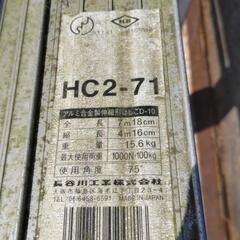 HC2-71
アルミ合金製伸縮形はしごD-10
全長 7m18cm
縮長 4m16cm
重量 15.6kg
最大使用荷重 1000N・100kg
使用角度 75°
長谷川工業株式会社
MADE IN JAPAN